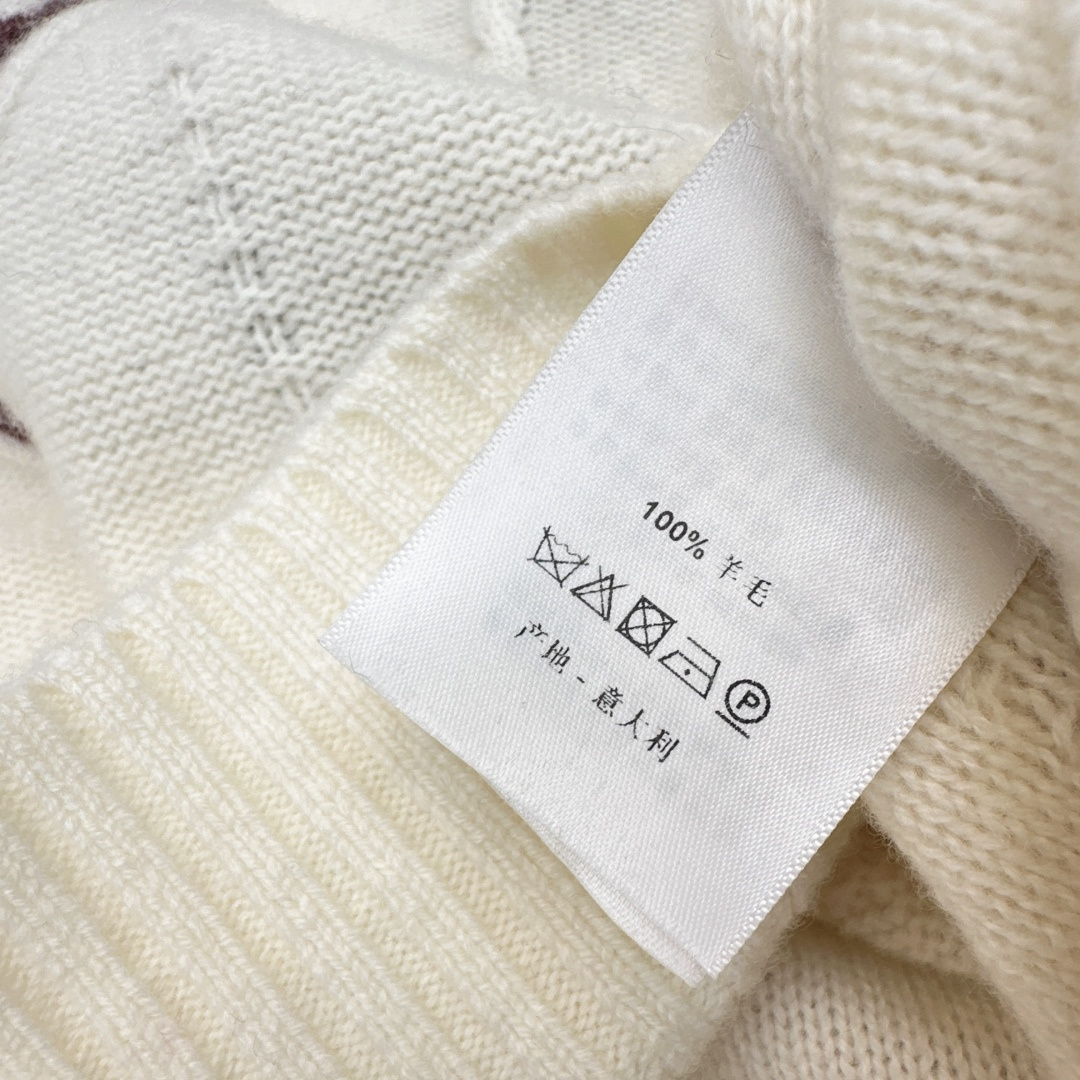 100% 羊毛
P
产地 - 意大利